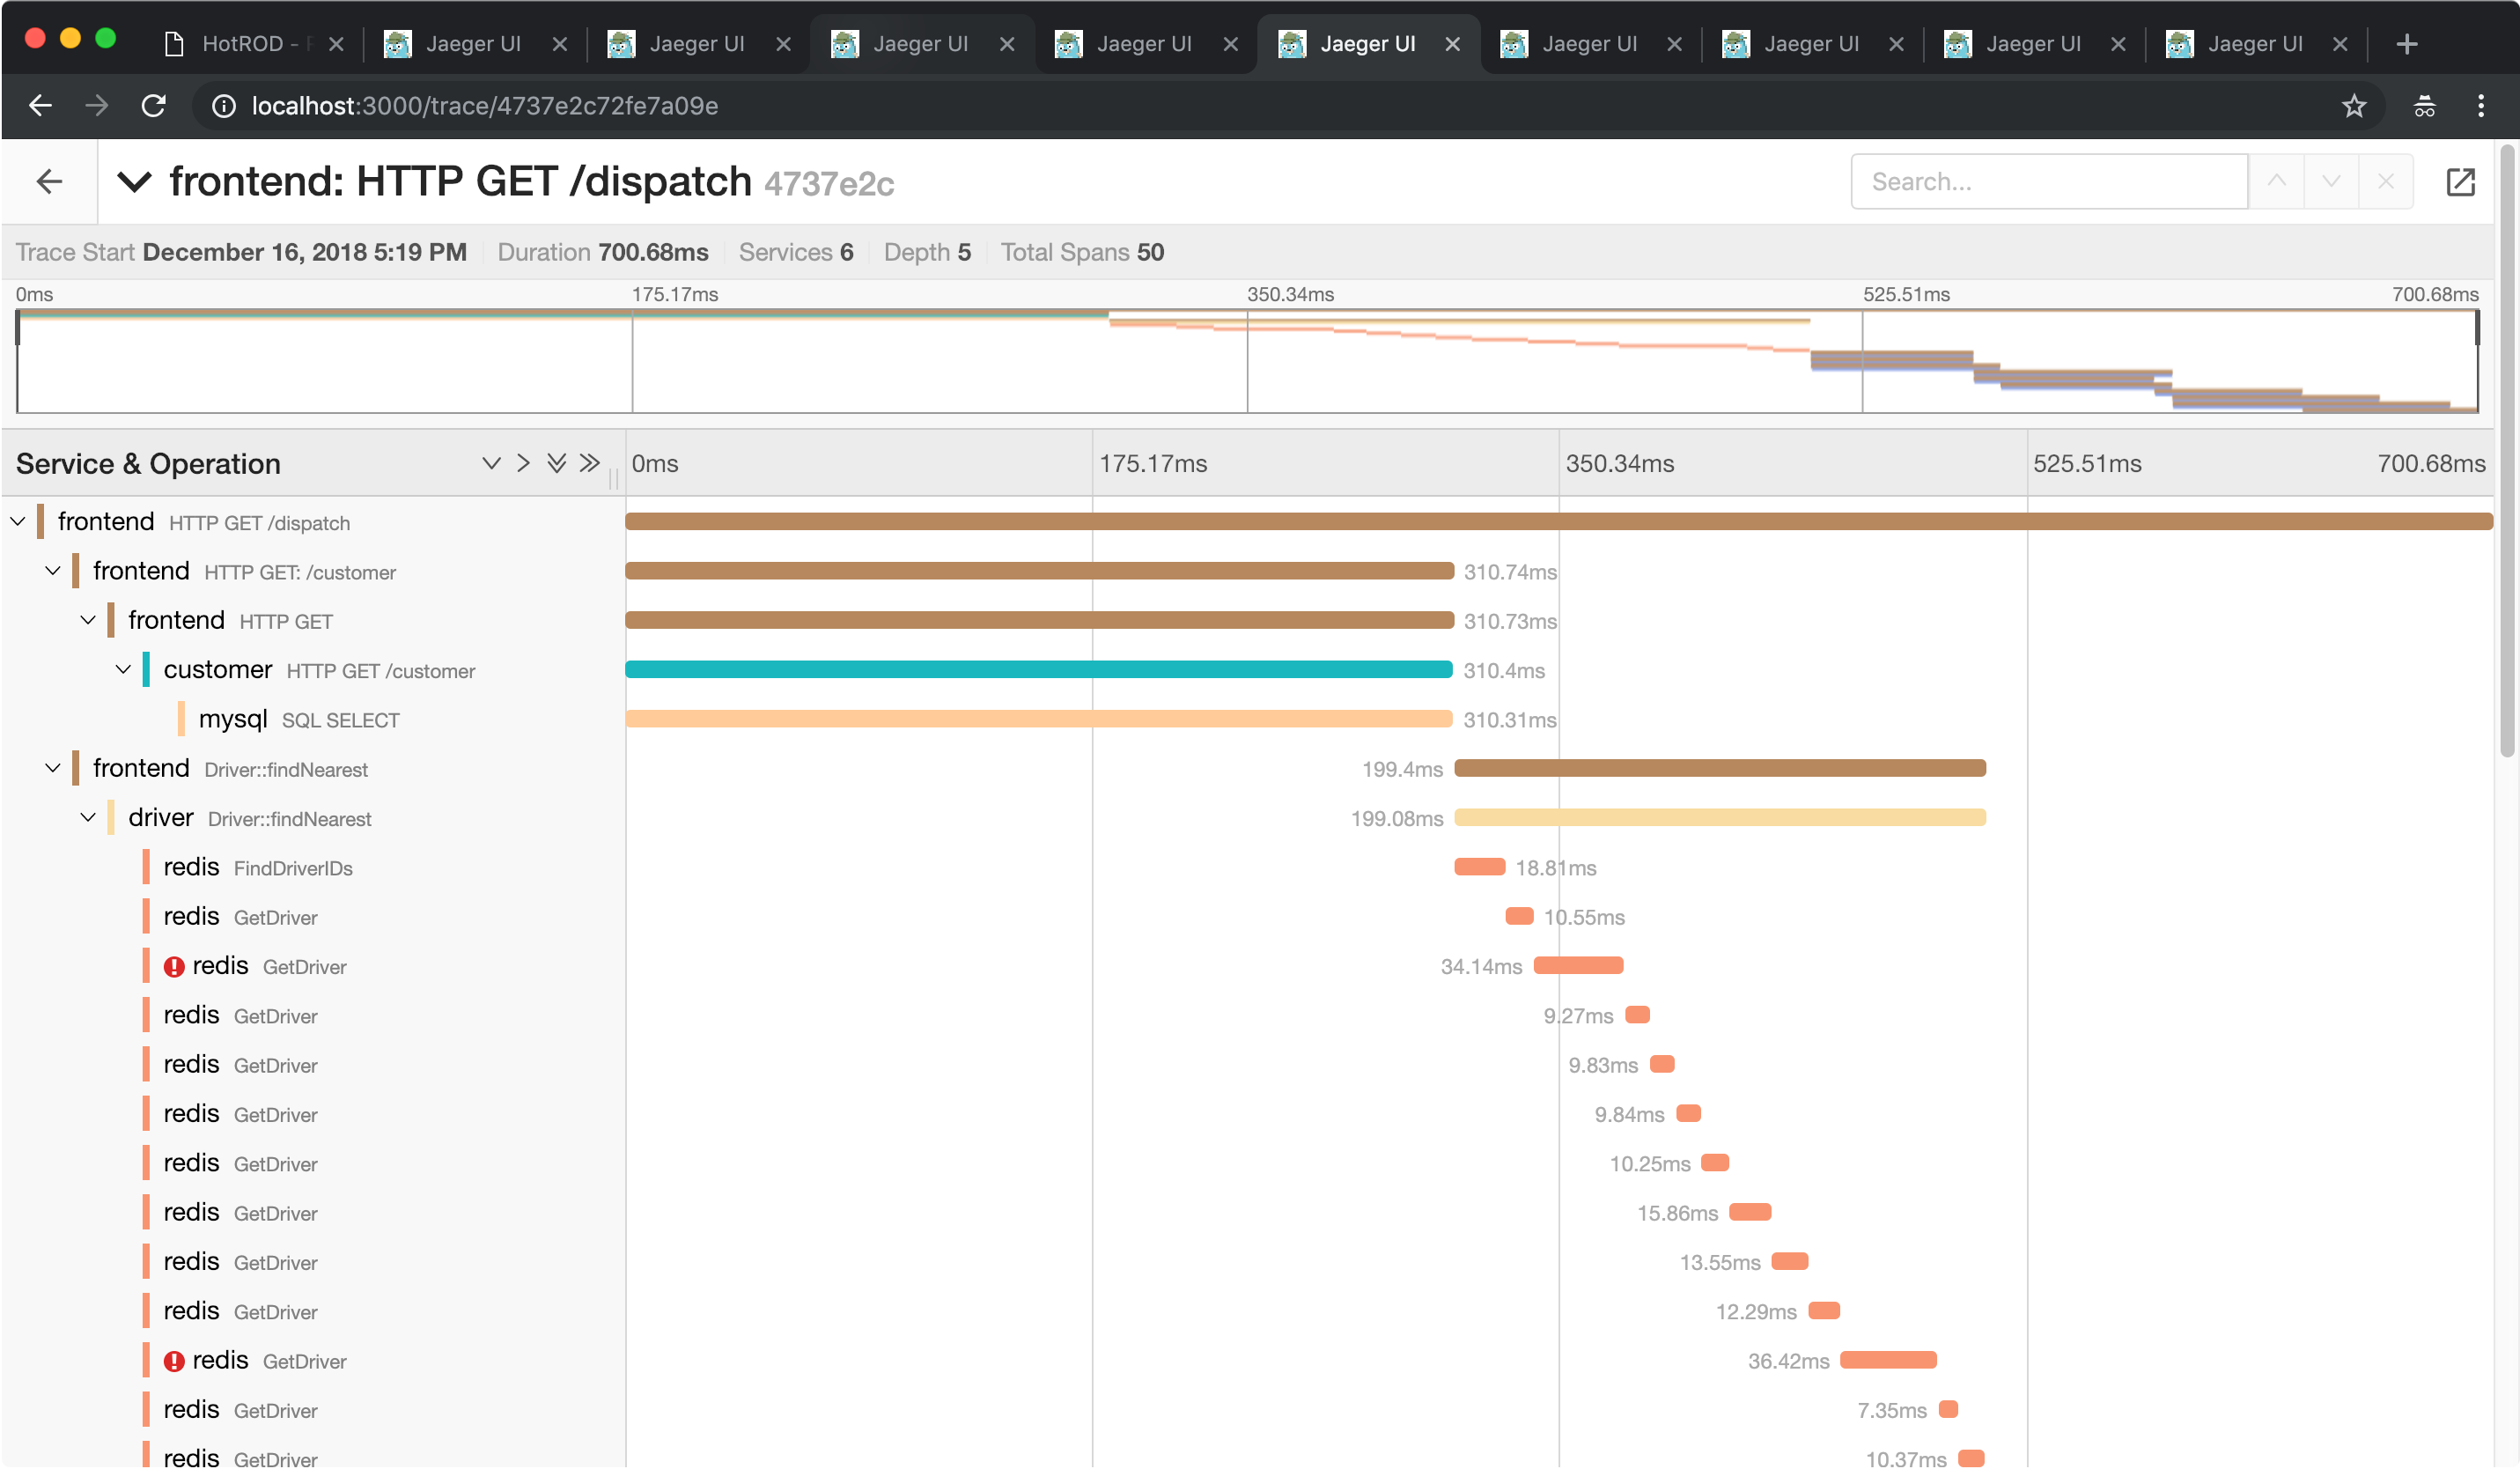 HotROD - Jaeger UI Jaeger UI Jaeger UI Jaeger UI Jaeger UI Jaeger UI Jaeger UI Jaeger UI Jaeger UI
localhost:3000/trace/4737e2c72fe7a09e
frontend: HTTP GET /dispatch 4737e2c Search...
Trace Start December 16, 2018 5:19 PM Duration 700.68ms Services 6 Depth 5 Total Spans 50
0ms 175.17ms 350.34ms 525.51ms 700.68ms
Service & Operation 0ms 175.17ms 350.34ms 525.51ms 700.68ms
frontend HTTP GET /dispatch
frontend HTTP GET: /customer 310.74ms
frontend HTTP GET 310.73ms
customer HTTP GET /customer 310.4ms
mysql SQL SELECT 310.31ms
frontend Driver::findNearest 199.4ms
driver Driver::findNearest 199.08ms
redis FindDriverIDs 18.81ms
redis GetDriver 10.55ms
redis GetDriver 34.14ms
redis GetDriver 9.27ms
redis GetDriver 9.83ms
redis GetDriver 9.84ms
redis GetDriver 10.25ms
redis GetDriver 15.86ms
redis GetDriver 13.55ms
redis GetDriver 12.29ms
redis GetDriver 36.42ms
redis GetDriver 7.35ms
redis GetDriver 10.37ms